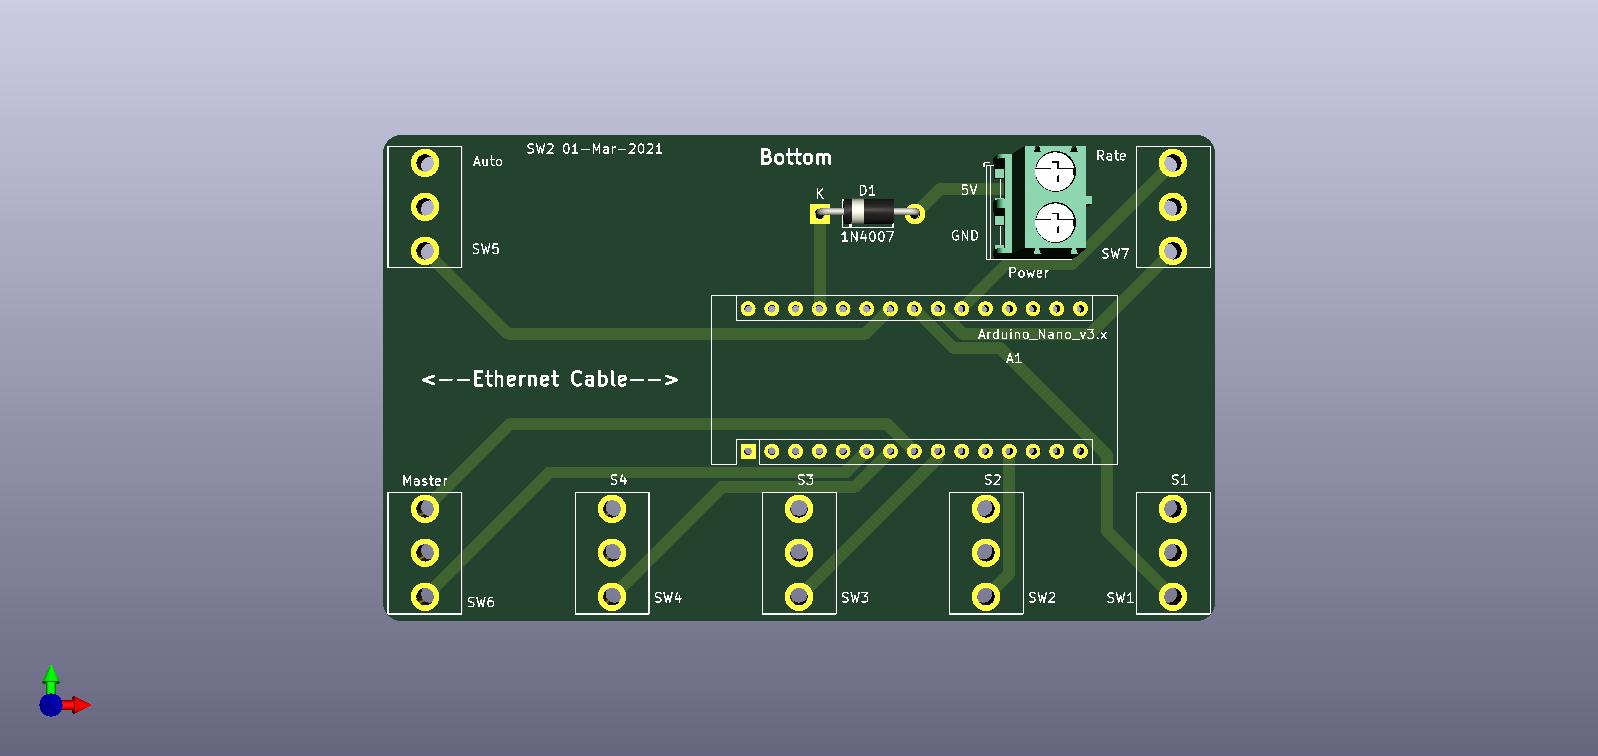 SW2 01-Mar-2021
Bottom
Auto
Rate
K
D1
5V
1N4007
GND
SW5
SW7
Power
Arduino_Nano_v3.x
A1
<--Ethernet Cable-->
Master
S4
S3
S2
S1
SW6
SW4
SW3
SW2
SW1